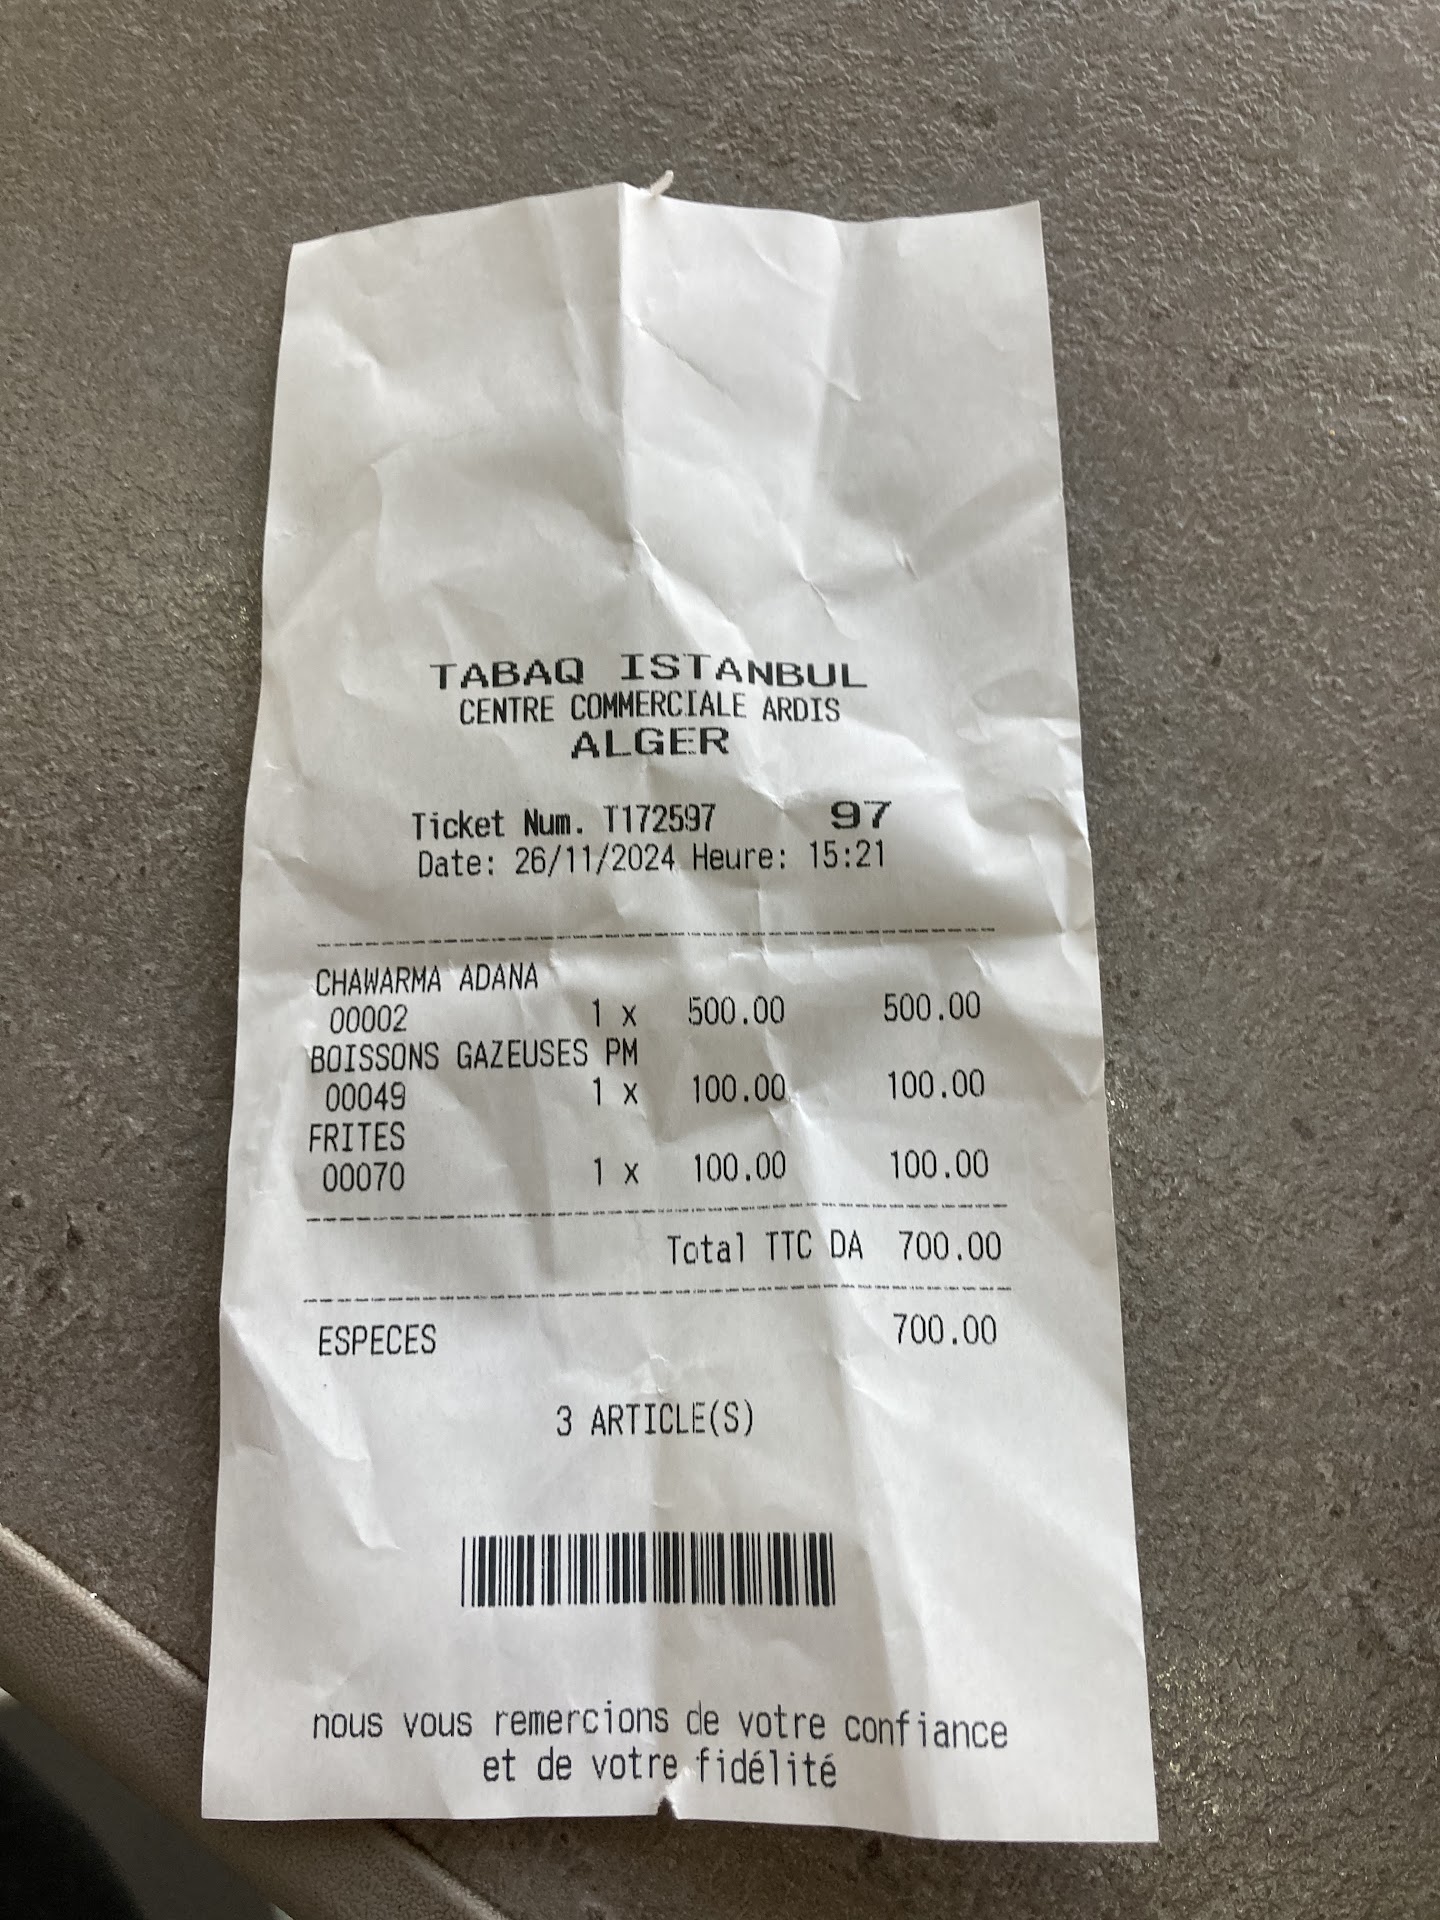 TABAQ ISTANBUL
CENTRE COMMERCIALE ARDIS
ALGER
Ticket Num. T172597 97
Date: 26/11/2024 Heure: 15:21
CHAWARMA ADANA
00002 1 x 500.00 500.00
BOISSONS GAZEUSES PM
00049 1 x 100.00 100.00
FRITES
00070 1 x 100.00 100.00
Total TTC DA 700.00
ESPECES 700.00
3 ARTICLE(S)
nous vous remercions de votre confiance
et de votre fidélité